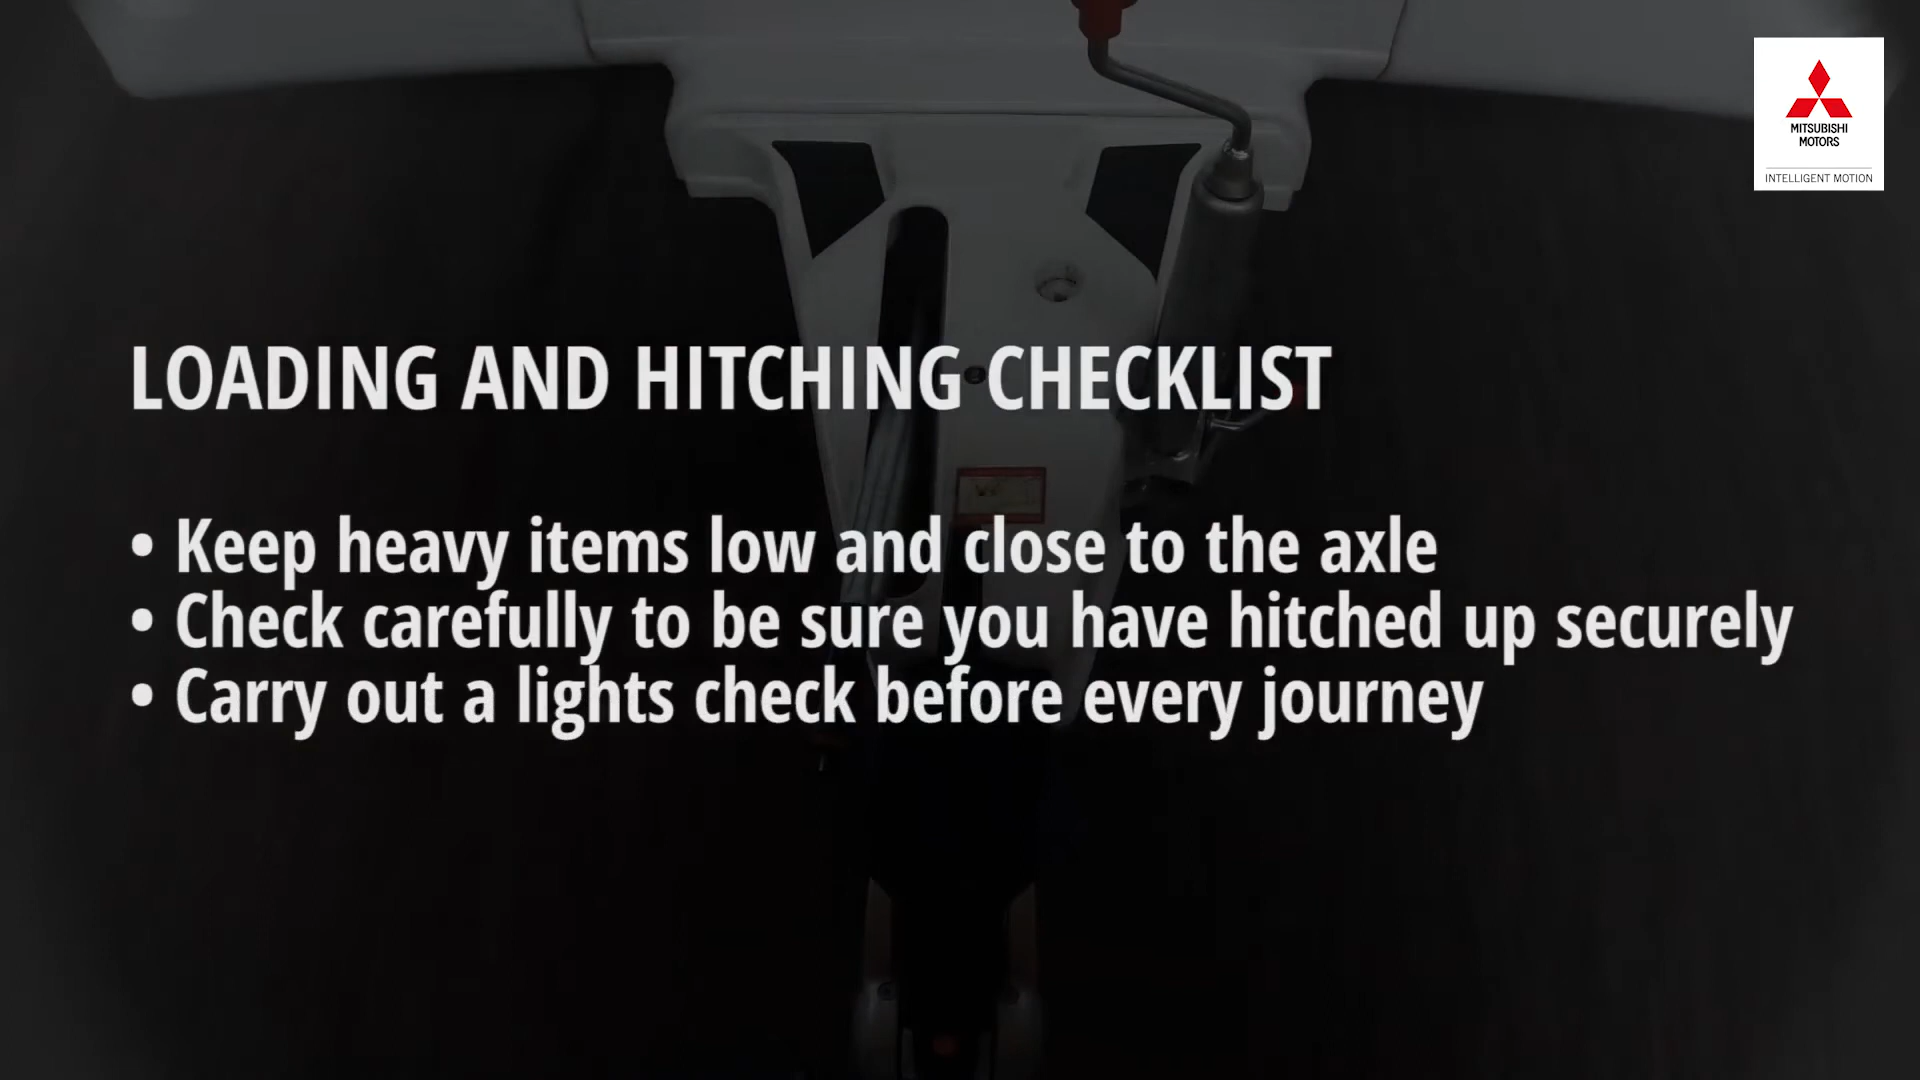 MITSUBISHI
MOTORS
INTELLIGENT MOTION
LOADING AND HITCHING CHECKLIST
• Keep heavy items low and close to the axle
• Check carefully to be sure you have hitched up securely
• Carry out a lights check before every journey